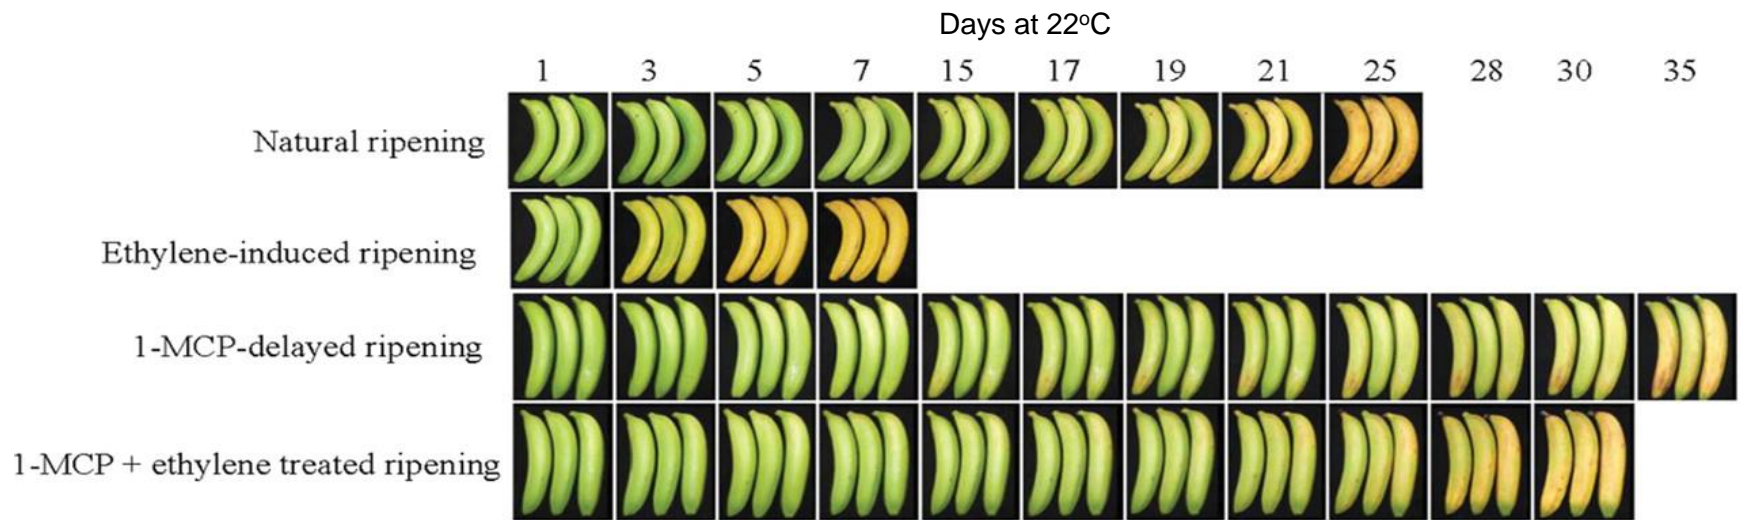 Days at 22°C
1 3 5 7 15 17 19 21 25 28 30 35
Natural ripening
Ethylene-induced ripening
1-MCP-delayed ripening
1-MCP + ethylene treated ripening